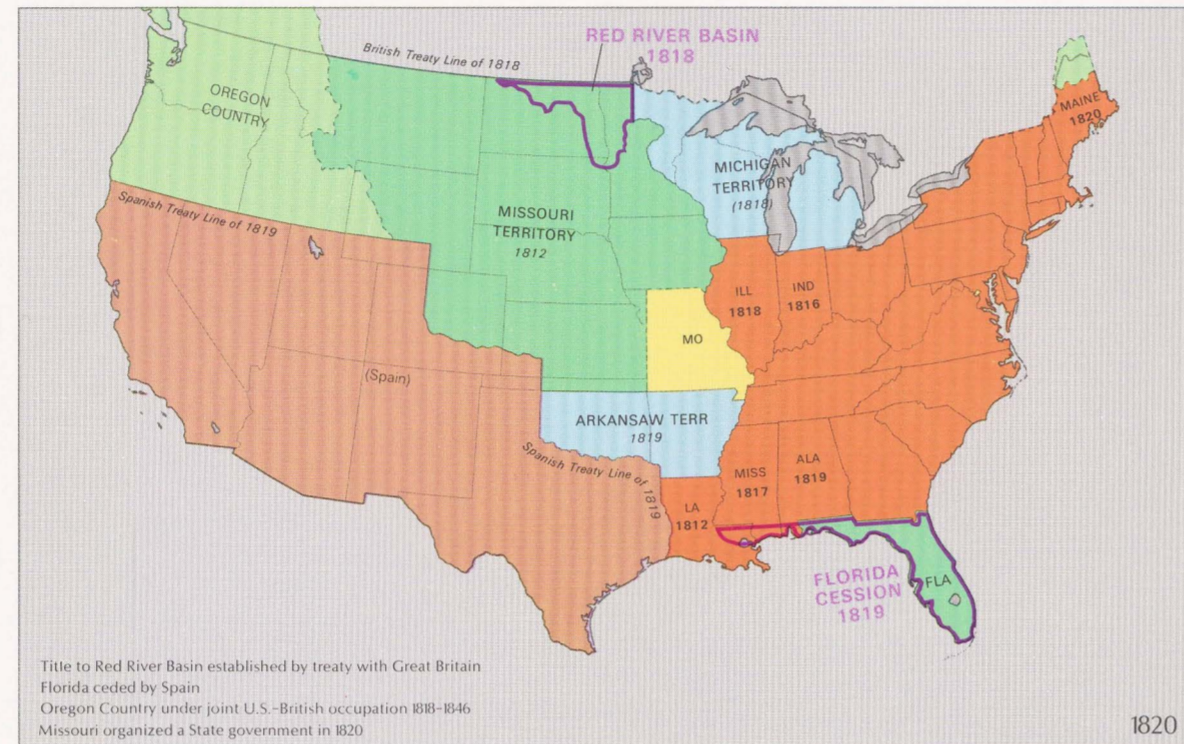 RED RIVER BASIN
1818
British Treaty Line of 1818
OREGON
COUNTRY
MAINE
1820
MICHIGAN
TERRITORY
(1818)
Spanish Treaty Line of 1819
MISSOURI
TERRITORY
1812
ILL
1818
IND
1816
MO
(Spain)
ARKANSAW TERR
1819
Spanish Treaty Line of 1819
MISS
1817
ALA
1819
LA
1812
FLORIDA
CESSION
1819
FLA
Title to Red River Basin established by treaty with Great Britain
Florida ceded by Spain
Oregon Country under joint U.S.-British occupation 1818-1846
Missouri organized a State government in 1820
1820